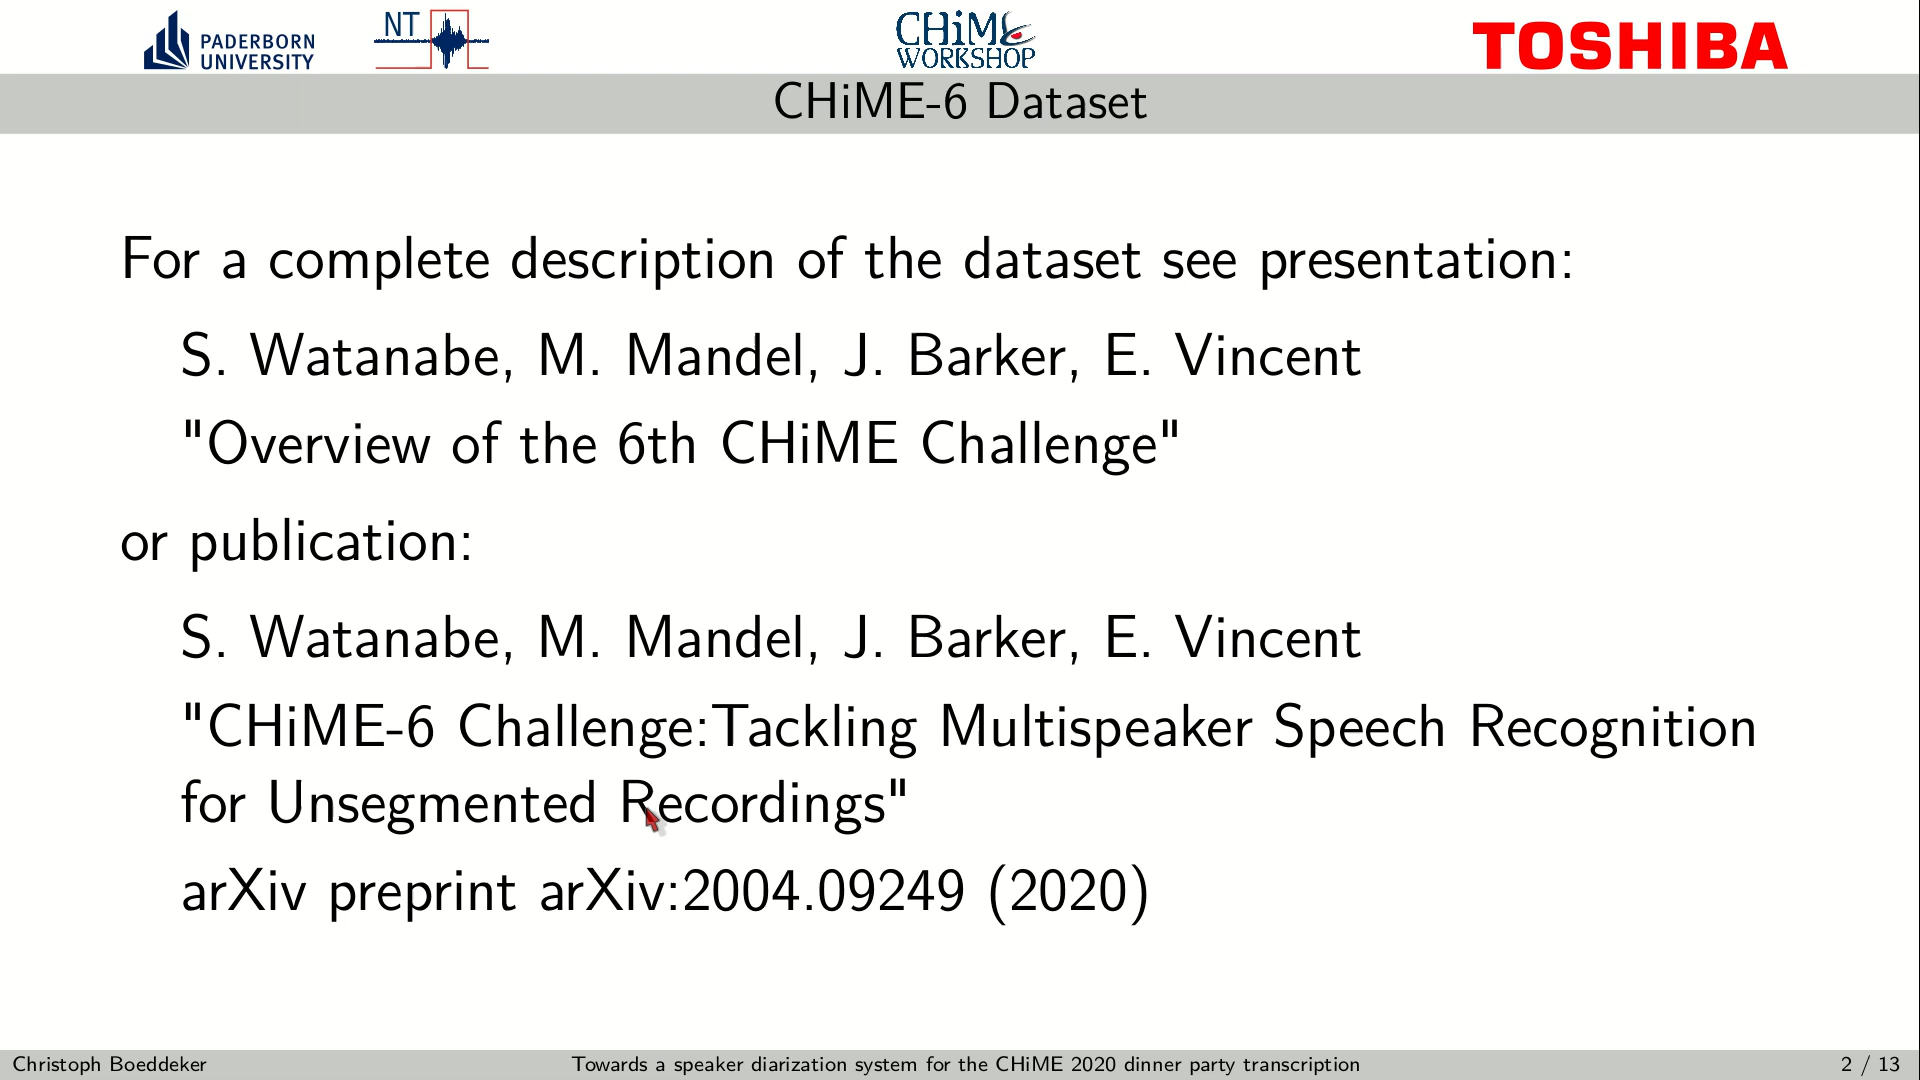 PADERBORN
UNIVERSITY
NT
CHiME
WORKSHOP
TOSHIBA
CHiME-6 Dataset
For a complete description of the dataset see presentation:
S. Watanabe, M. Mandel, J. Barker, E. Vincent
"Overview of the 6th CHiME Challenge"
or publication:
S. Watanabe, M. Mandel, J. Barker, E. Vincent
"CHiME-6 Challenge:Tackling Multispeaker Speech Recognition
for Unsegmented Recordings"
arXiv preprint arXiv:2004.09249 (2020)
Christoph Boeddeker
Towards a speaker diarization system for the CHiME 2020 dinner party transcription
2 / 13